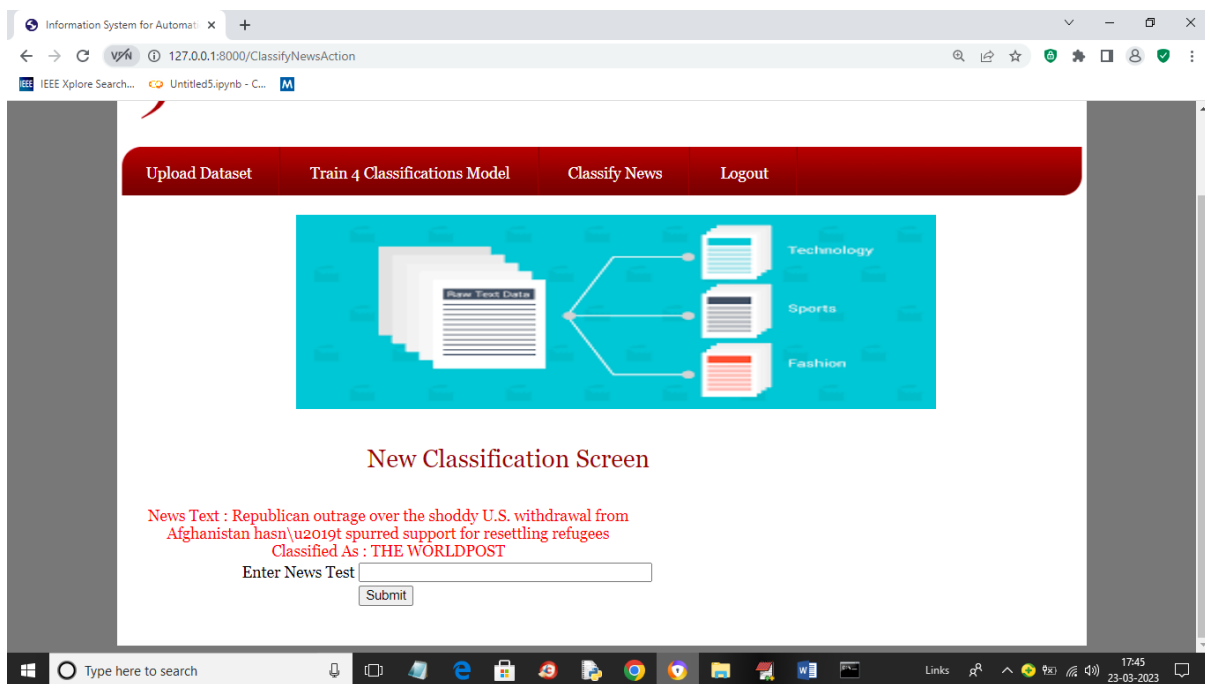 Information System for Automati
127.0.0.1:8000/ClassifyNewsAction
IEEE IEEE Xplore Search... CO Untitled5.ipynb - C... M
Upload Dataset Train 4 Classifications Model Classify News Logout
Raw Text Data
Technology
Sports
Fashion
New Classification Screen
News Text : Republican outrage over the shoddy U.S. withdrawal from
Afghanistan hasn\u2019t spurred support for resettling refugees
Classified As : THE WORLDPOST
Enter News Test
Submit
Type here to search
Links
17:45
23-03-2023